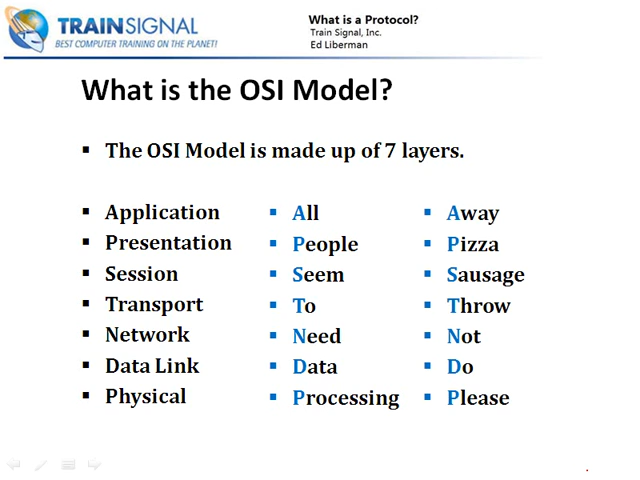 TRAINSIGNAL
BEST COMPUTER TRAINING ON THE PLANET!
What is a Protocol?
Train Signal, Inc.
Ed Liberman
What is the OSI Model?
▪ The OSI Model is made up of 7 layers.
▪ Application ▪ All ▪ Away
▪ Presentation ▪ People ▪ Pizza
▪ Session ▪ Seem ▪ Sausage
▪ Transport ▪ To ▪ Throw
▪ Network ▪ Need ▪ Not
▪ Data Link ▪ Data ▪ Do
▪ Physical ▪ Processing ▪ Please